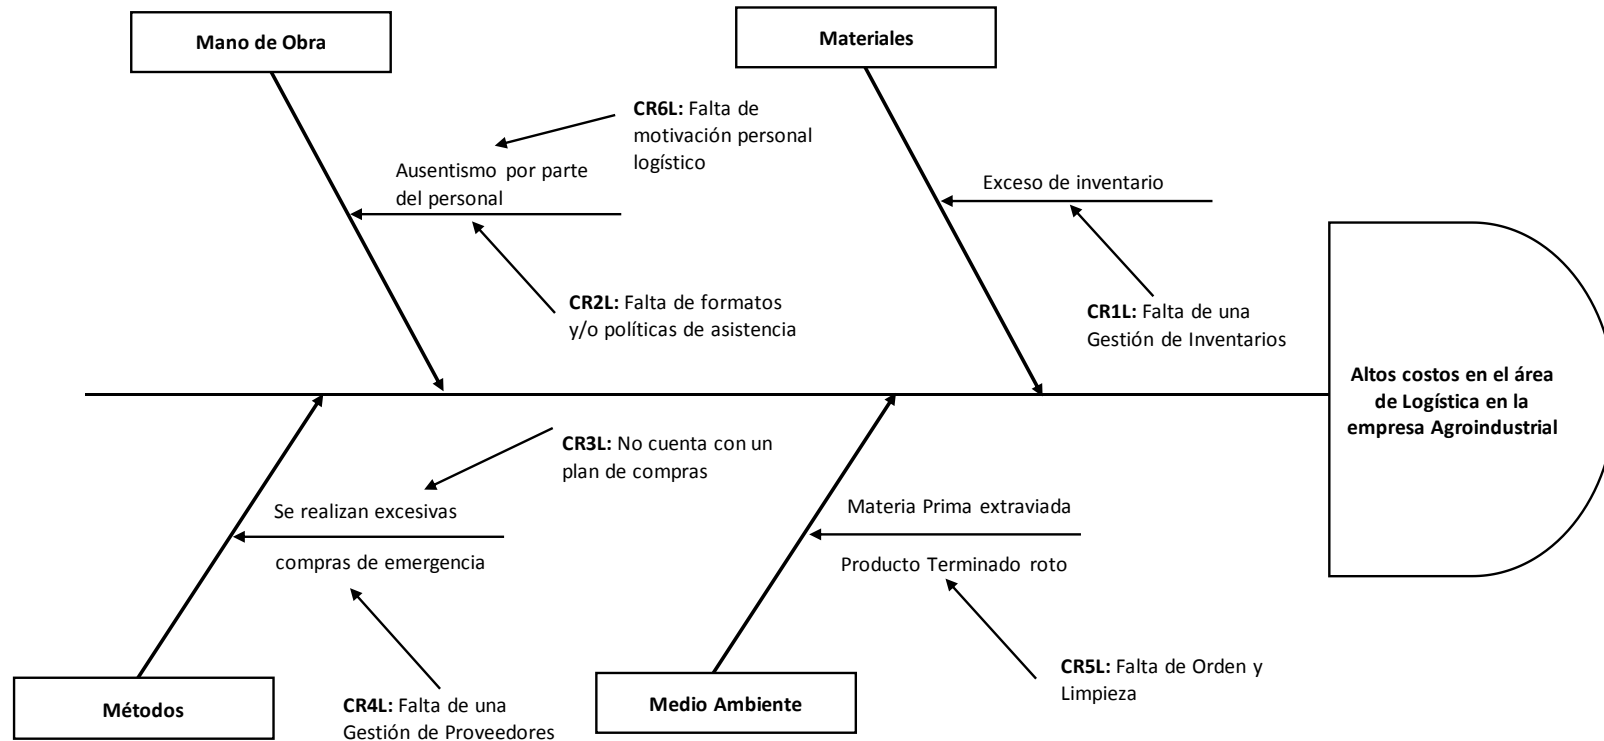 Mano de Obra
Materiales
CR6L: Falta de
motivación personal
logístico
Ausentismo por parte
del personal
Exceso de inventario
CR2L: Falta de formatos
y/o políticas de asistencia
CR1L: Falta de una
Gestión de Inventarios
Altos costos en el área
de Logística en la
empresa Agroindustrial
CR3L: No cuenta con un
plan de compras
Se realizan excesivas
compras de emergencia
Materia Prima extraviada
Producto Terminado roto
CR4L: Falta de una
Gestión de Proveedores
CR5L: Falta de Orden y
Limpieza
Métodos
Medio Ambiente